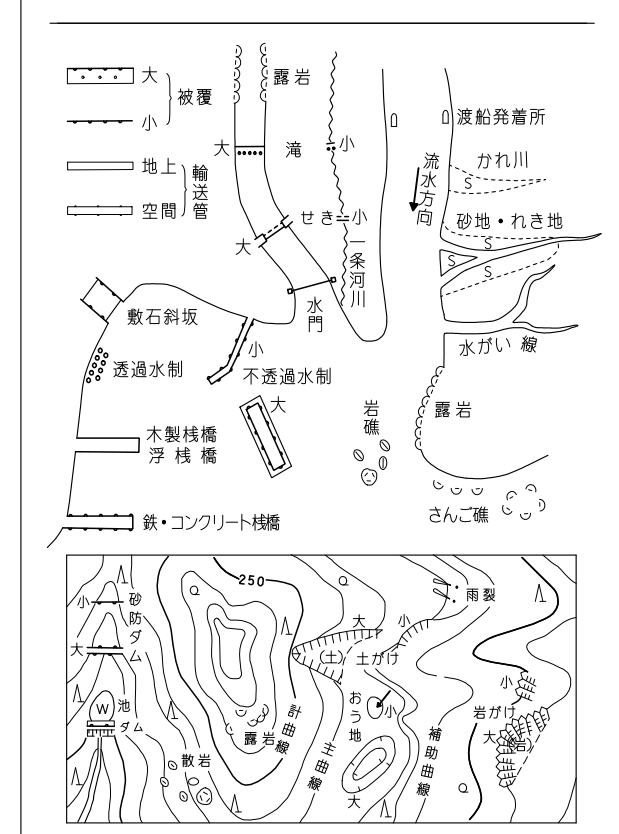 大
被覆
小
地上
輸送管
空間
露岩
大
滝
小
せき
小
大
一条河川
水門
渡船発着所
流水方向
かれ川
S
砂地・れき地
S
S
S
水がい線
敷石斜坂
透過水制
小
不透過水制
大
木製桟橋
浮桟橋
鉄・コンクリート桟橋
岩礁
露岩
さんご礁
250
Q
Q
小
砂防ダム
大
W
池
ダム
散岩
露岩
計曲線
主曲線
大
小
(土)
土がけ
おう地
小
大
補助曲線
雨裂
小
岩がけ
大
(岩)
Q